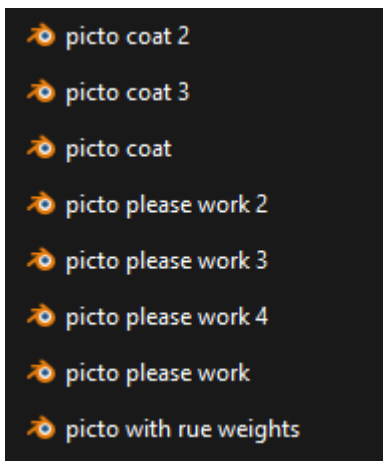 picto coat 2
picto coat 3
picto coat
picto please work 2
picto please work 3
picto please work 4
picto please work
picto with rue weights